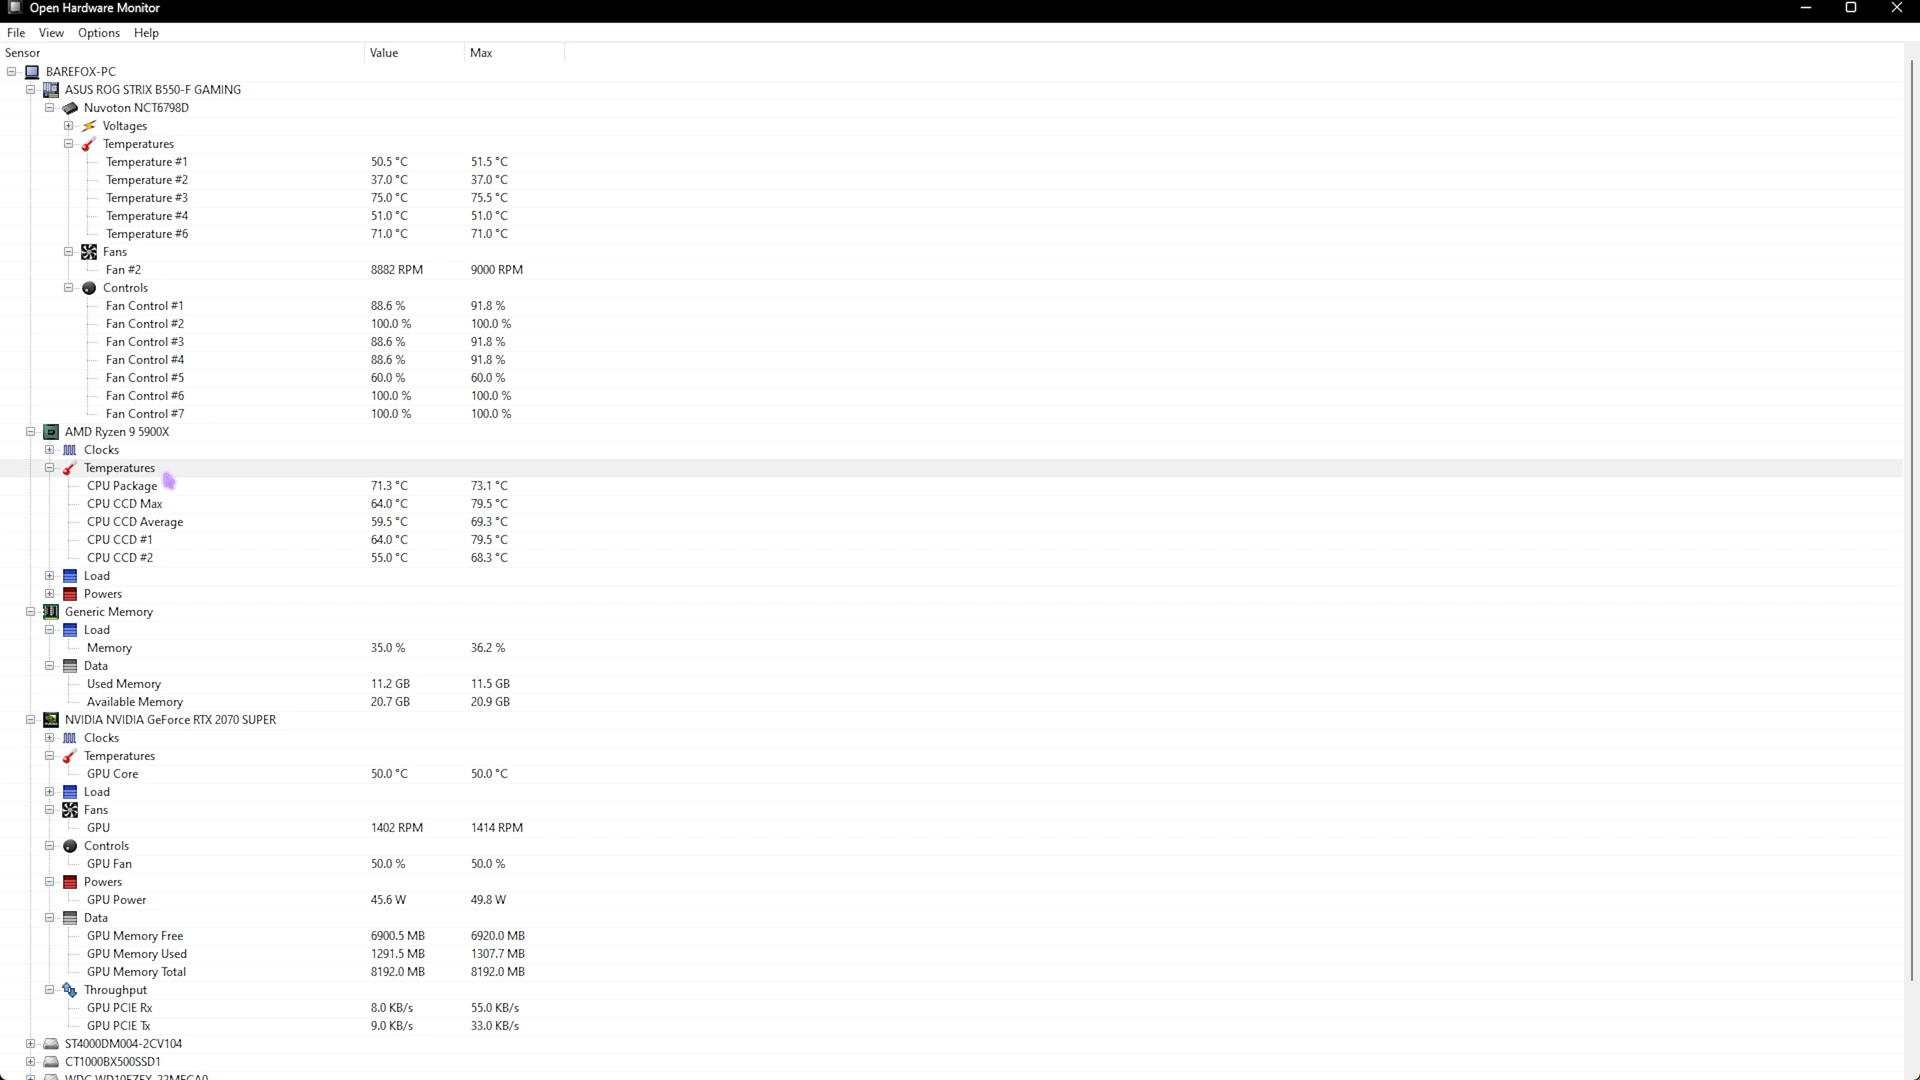 Open Hardware Monitor
File View Options Help
Sensor Value Max
BAREFOX-PC
ASUS ROG STRIX B550-F GAMING
Nuvoton NCT6798D
Voltages
Temperatures
Temperature #1 50.5 °C 51.5 °C
Temperature #2 37.0 °C 37.0 °C
Temperature #3 75.0 °C 75.5 °C
Temperature #4 51.0 °C 51.0 °C
Temperature #6 71.0 °C 71.0 °C
Fans
Fan #2 8882 RPM 9000 RPM
Controls
Fan Control #1 88.6 % 91.8 %
Fan Control #2 100.0 % 100.0 %
Fan Control #3 88.6 % 91.8 %
Fan Control #4 88.6 % 91.8 %
Fan Control #5 60.0 % 60.0 %
Fan Control #6 100.0 % 100.0 %
Fan Control #7 100.0 % 100.0 %
AMD Ryzen 9 5900X
Clocks
Temperatures
CPU Package 71.3 °C 73.1 °C
CPU CCD Max 64.0 °C 79.5 °C
CPU CCD Average 59.5 °C 69.3 °C
CPU CCD #1 64.0 °C 79.5 °C
CPU CCD #2 55.0 °C 68.3 °C
Load
Powers
Generic Memory
Load
Memory 35.0 % 36.2 %
Data
Used Memory 11.2 GB 11.5 GB
Available Memory 20.7 GB 20.9 GB
NVIDIA NVIDIA GeForce RTX 2070 SUPER
Clocks
Temperatures
GPU Core 50.0 °C 50.0 °C
Load
Fans
GPU 1402 RPM 1414 RPM
Controls
GPU Fan 50.0 % 50.0 %
Powers
GPU Power 45.6 W 49.8 W
Data
GPU Memory Free 6900.5 MB 6920.0 MB
GPU Memory Used 1291.5 MB 1307.7 MB
GPU Memory Total 8192.0 MB 8192.0 MB
Throughput
GPU PCIE Rx 8.0 KB/s 55.0 KB/s
GPU PCIE Tx 9.0 KB/s 33.0 KB/s
ST4000DM004-2CV104
CT1000BX500SSD1